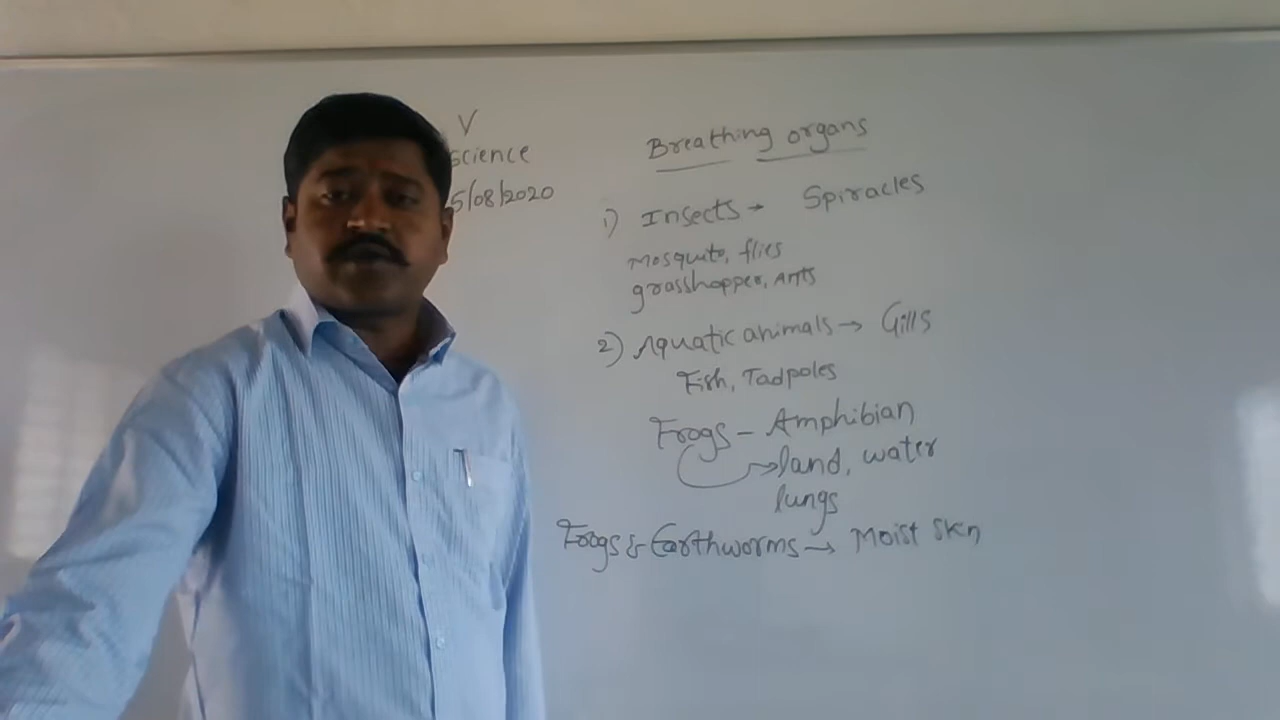 V
science
5/08/2020
Breathing organs
1) Insects → Spiracles
Mosquito, flies
grasshopper, Ants
2) Aquatic animals → Gills
Fish, Tadpoles
Frogs - Amphibian
→ land, water
lungs
Frogs & Earthworms → Moist skn